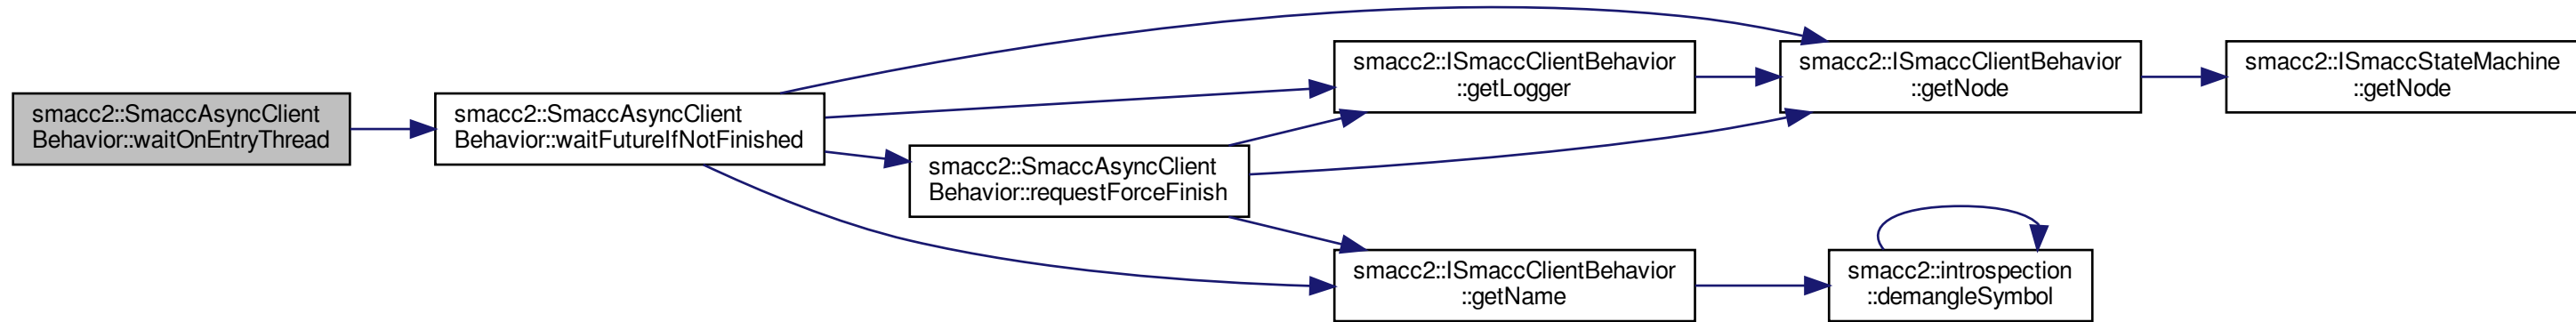 smacc2::SmaccAsyncClient
Behavior::waitOnEntryThread
smacc2::SmaccAsyncClient
Behavior::waitFutureIfNotFinished
smacc2::ISmaccClientBehavior
::getLogger
smacc2::ISmaccClientBehavior
::getNode
smacc2::ISmaccStateMachine
::getNode
smacc2::SmaccAsyncClient
Behavior::requestForceFinish
smacc2::ISmaccClientBehavior
::getName
smacc2::introspection
::demangleSymbol